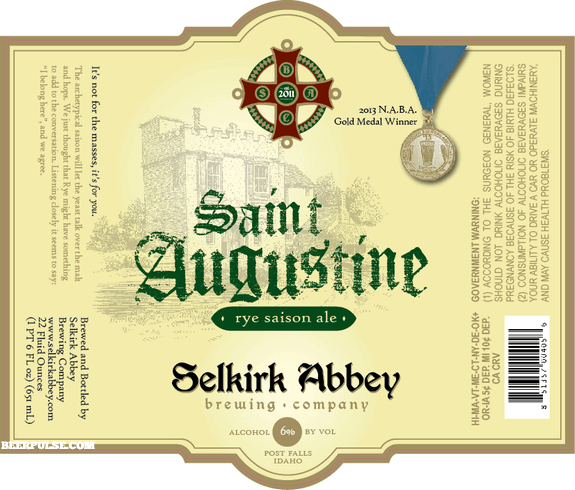 It's not for the masses, it's for you.
The archetypical saison will let the yeast talk over the malt
and hops. We just thought that Rye might have something
to add to the conversation. Listening closely it seems to say:
"I belong here" and we agree.
Brewed and Bottled by
Selkirk Abbey
Brewing Company
www.selkirkabbey.com
22 Fluid Ounces
(1 PT 6 FL oz) (651 mL)
BEERPULSE.COM
B
S
EST.
2011
A
C
2013 N.A.B.A.
Gold Medal Winner
Saint
Augustine
rye saison ale
Selkirk Abbey
brewing • company
ALCOHOL 6% BY VOL
POST FALLS
IDAHO
GOVERNMENT WARNING:
(1) ACCORDING TO THE SURGEON GENERAL, WOMEN
SHOULD NOT DRINK ALCOHOLIC BEVERAGES DURING
PREGNANCY BECAUSE OF THE RISK OF BIRTH DEFECTS.
(2) CONSUMPTION OF ALCOHOLIC BEVERAGES IMPAIRS
YOUR ABILITY TO DRIVE A CAR OR OPERATE MACHINERY,
AND MAY CAUSE HEALTH PROBLEMS.
HI-MA-VT-ME-CT-NY-DE-OK+
OR-IA 5¢ DEP. MI 10¢ DEP.
CA CRV
8 51357 00405 6